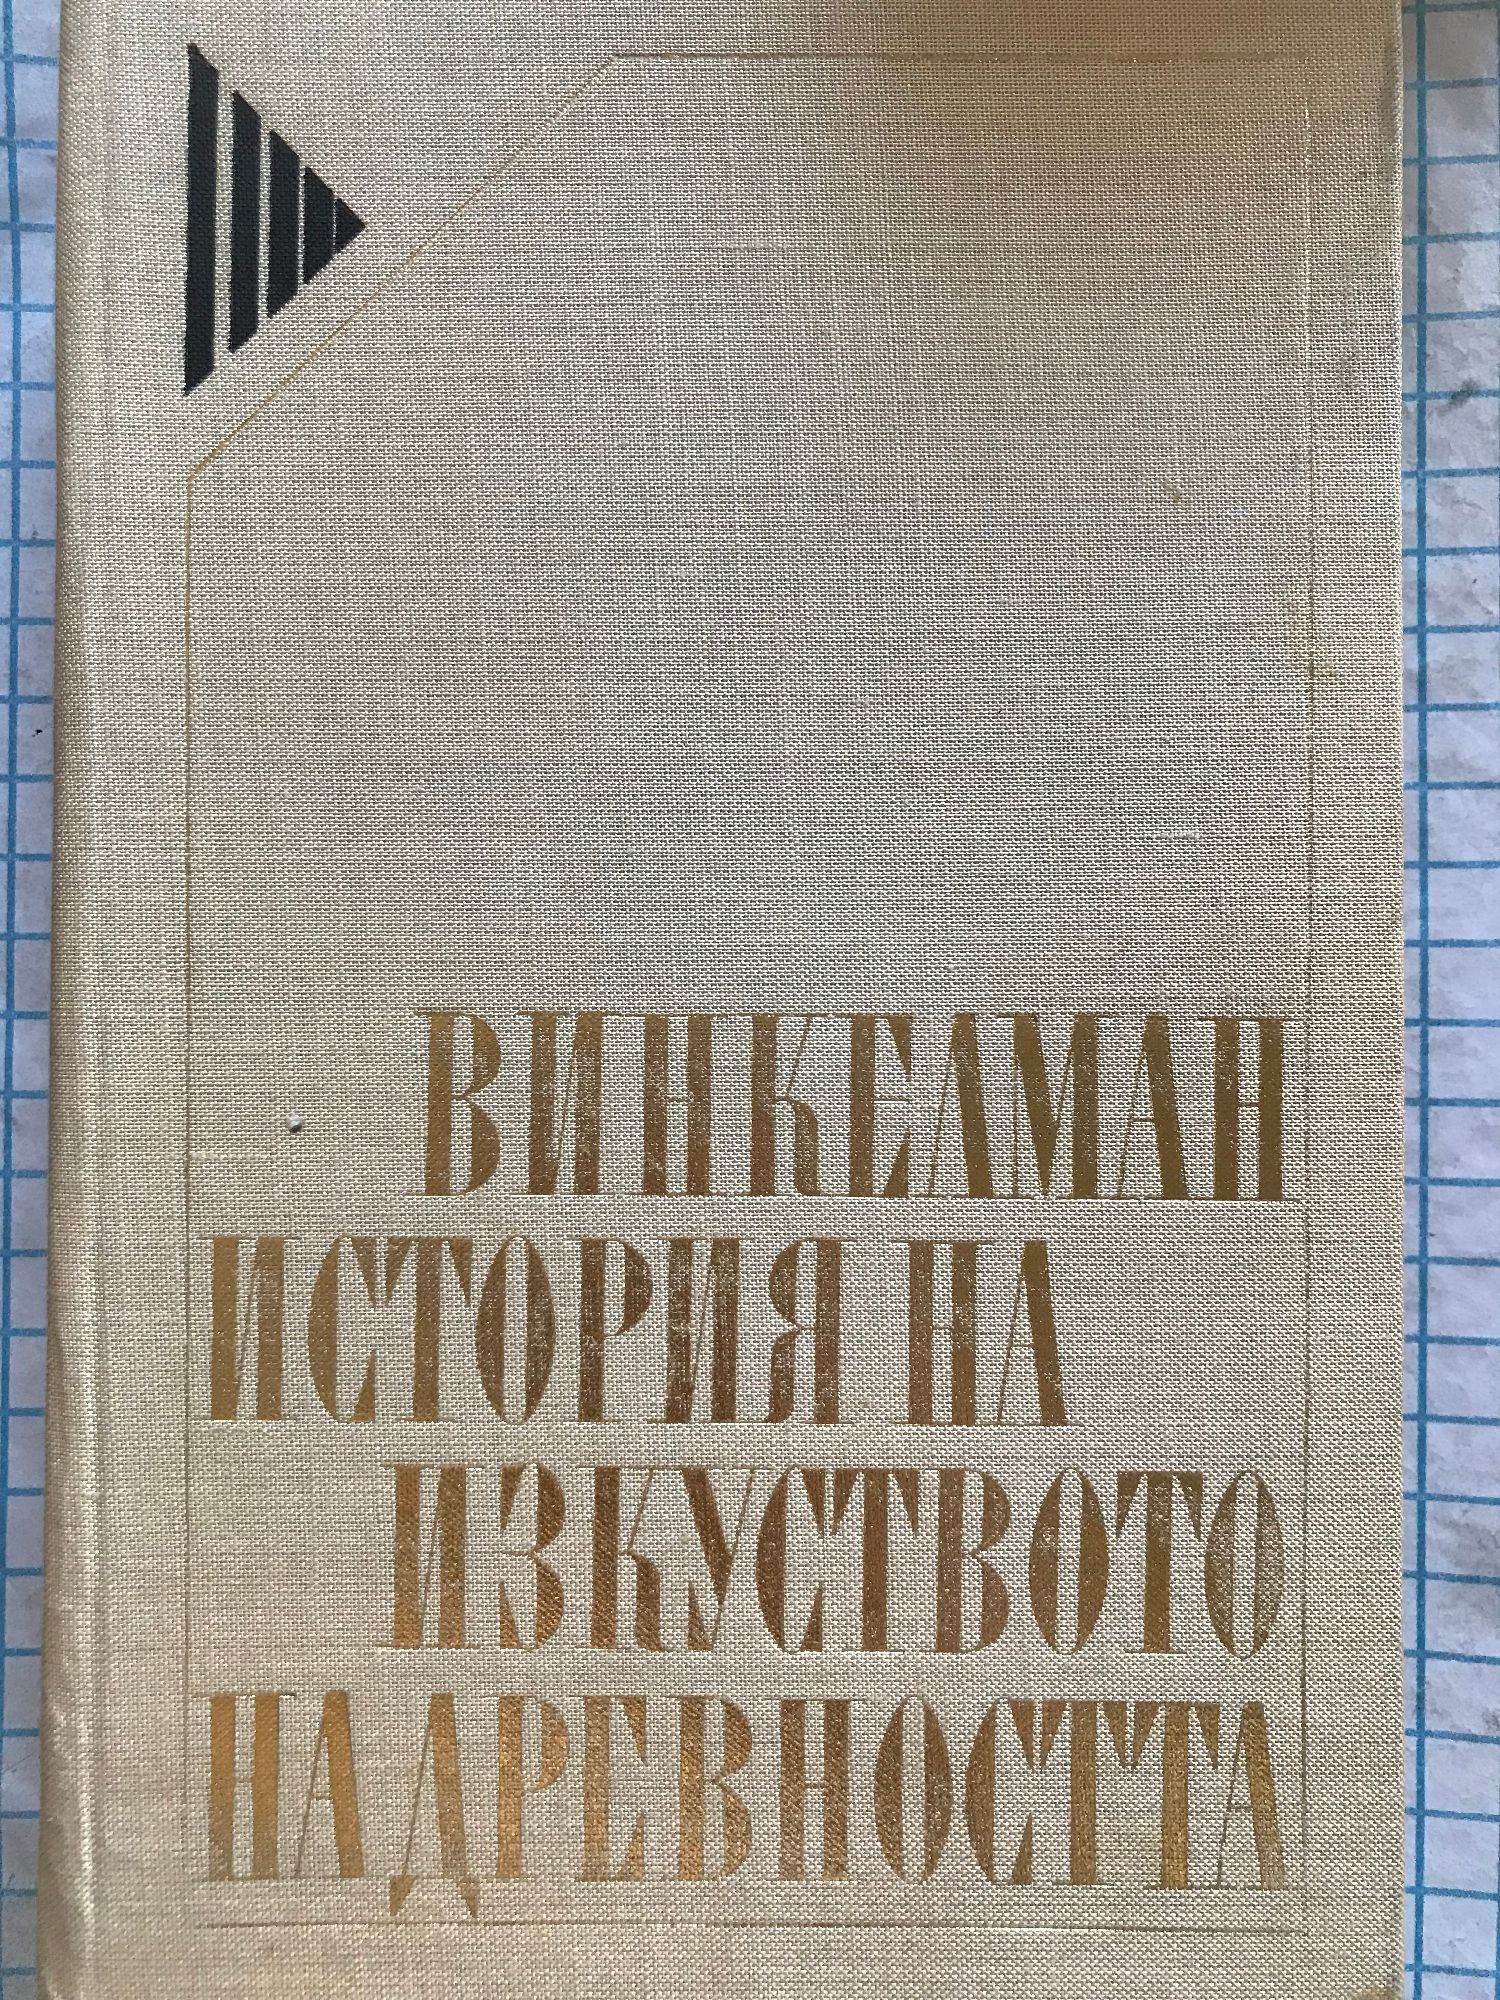 ВИНКЕЛМАН
ИСТОРИЯ НА
ИЗКУСТВОТО
НА ДРЕВНОСТТА